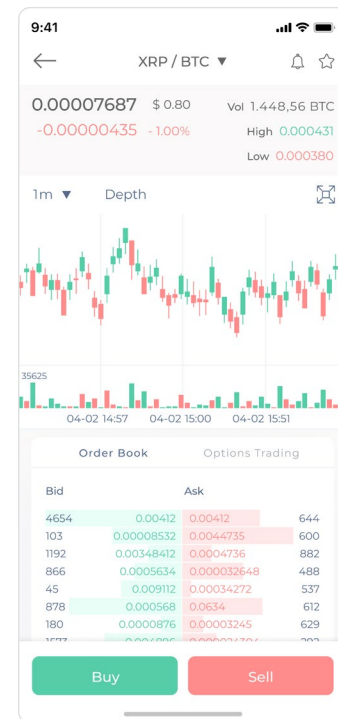 9:41
XRP / BTC ▼
0.00007687 $ 0.80 Vol 1.448,56 BTC
-0.00000435 - 1.00% High 0.000431
Low 0.000380
1m ▼ Depth
35625
04-02 14:57 04-02 15:00 04-02 15:51
Order Book Options Trading
Bid Ask
4654 0.00412 0.00412 644
103 0.00008532 0.0044735 600
1192 0.00348412 0.0004736 882
866 0.0005634 0.000032648 488
45 0.009112 0.00034272 537
878 0.000568 0.0634 612
180 0.0000876 0.00003245 629
Buy Sell